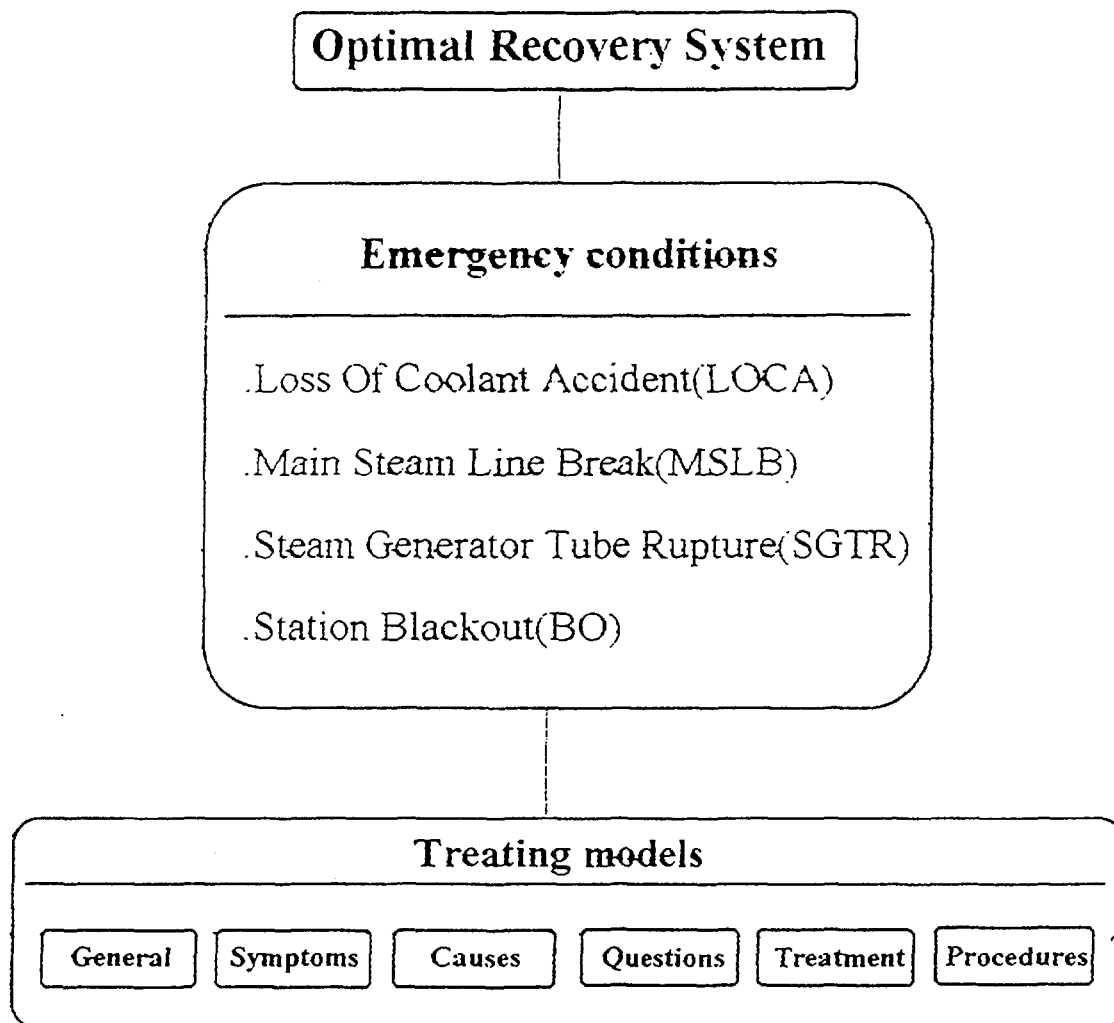 Optimal Recovery System
Emergency conditions
.Loss Of Coolant Accident(LOCA)
.Main Steam Line Break(MSLB)
.Steam Generator Tube Rupture(SGTR)
.Station Blackout(BO)
Treating models
General Symptoms Causes Questions Treatment Procedures